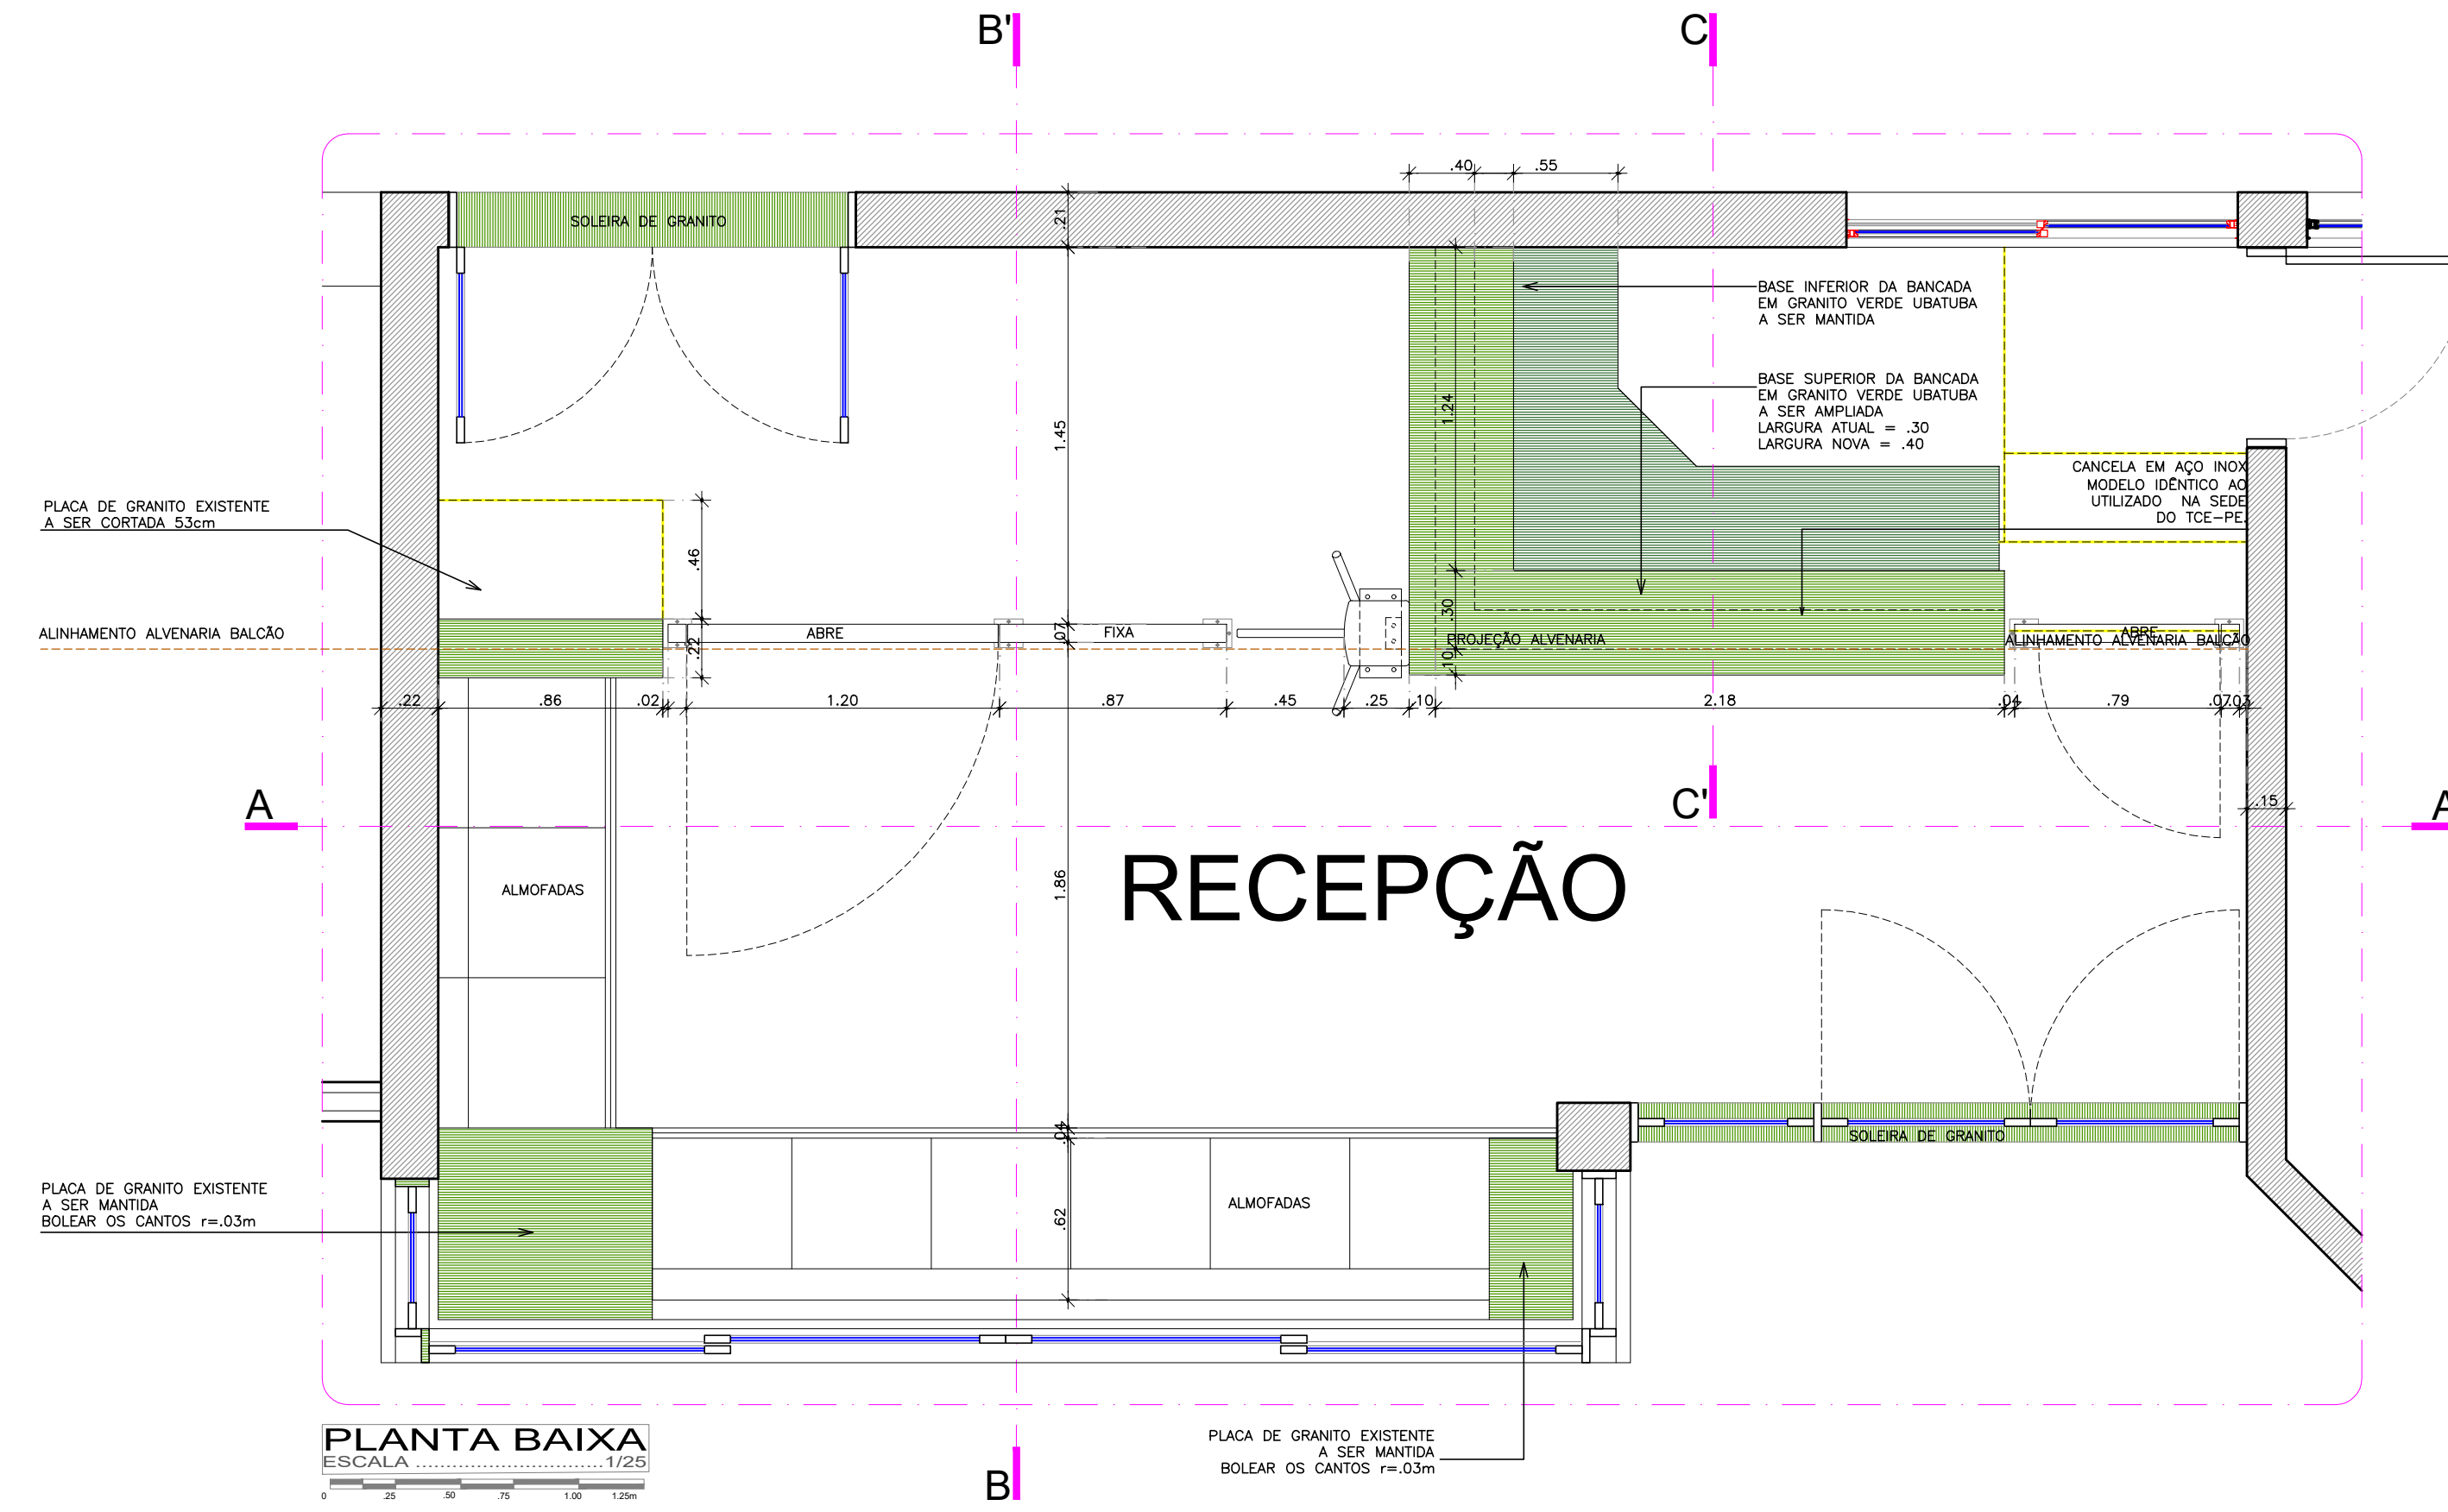 B'
C
.40
.55
SOLEIRA DE GRANITO
.21
BASE INFERIOR DA BANCADA
EM GRANITO VERDE UBATUBA
A SER MANTIDA
BASE SUPERIOR DA BANCADA
EM GRANITO VERDE UBATUBA
A SER AMPLIADA
LARGURA ATUAL = .30
LARGURA NOVA = .40
1.45
1.24
CANCELA EM AÇO INOX
MODELO IDÊNTICO AO
UTILIZADO NA SEDE
DO TCE-PE.
PLACA DE GRANITO EXISTENTE
A SER CORTADA 53cm
.46
.30
ALINHAMENTO ALVENARIA BALCÃO
ABRE
FIXA
.07
.22
PROJEÇÃO ALVENARIA
ABRE
ALINHAMENTO ALVENARIA BALCÃO
.10
.22
.86
.02
1.20
.87
.45
.25
.10
2.18
.04
.79
.07
A
C'
.15
A
RECEPÇÃO
1.86
ALMOFADAS
.04
SOLEIRA DE GRANITO
PLACA DE GRANITO EXISTENTE
A SER MANTIDA
BOLEAR OS CANTOS r=.03m
ALMOFADAS
.62
PLANTA BAIXA
ESCALA ..............................1/25
0 .25 .50 .75 1.00 1.25m
B
PLACA DE GRANITO EXISTENTE
A SER MANTIDA
BOLEAR OS CANTOS r=.03m